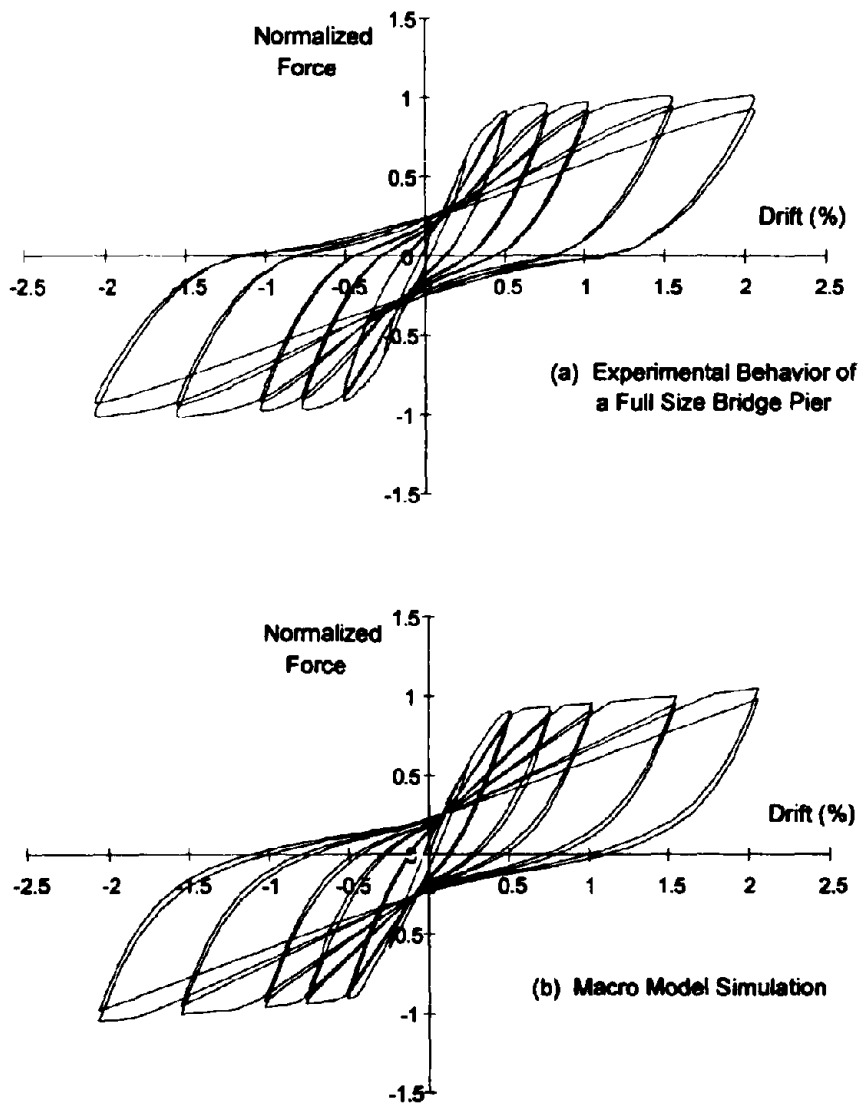 1.5
Normalized
Force
1
0.5
Drift (%)
0
-2.5 -2 -1.5 -1 -0.5 0.5 1 1.5 2 2.5
-0.5
(a) Experimental Behavior of
a Full Size Bridge Pier
-1
-1.5
1.5
Normalized
Force
1
0.5
Drift (%)
0
-2.5 -2 -1.5 -1 -0.5 0.5 1 1.5 2 2.5
-0.5
(b) Macro Model Simulation
-1
-1.5